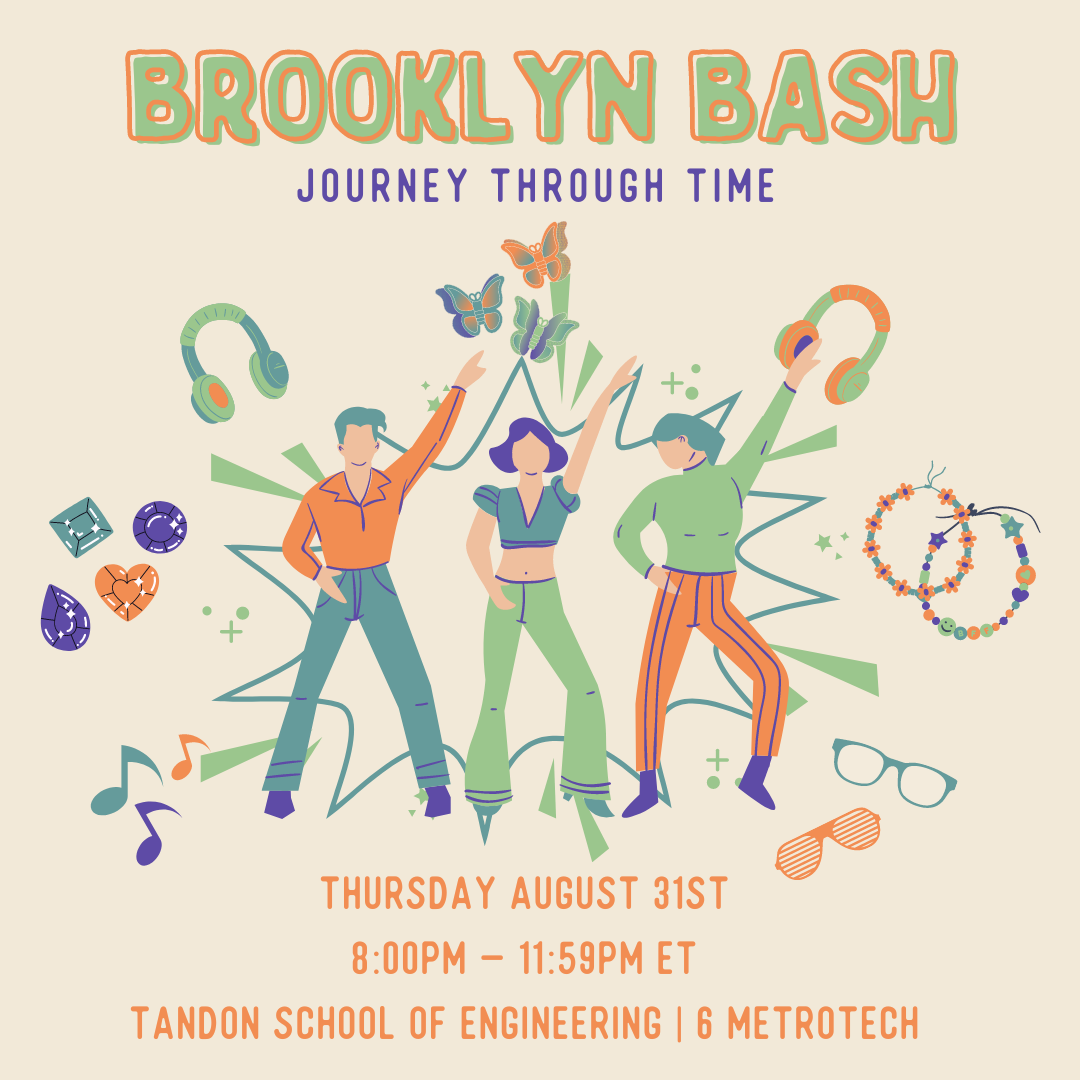 BROOKLYN BASH
JOURNEY THROUGH TIME
THURSDAY AUGUST 31ST
8:00PM – 11:59PM ET
TANDON SCHOOL OF ENGINEERING | 6 METROTECH